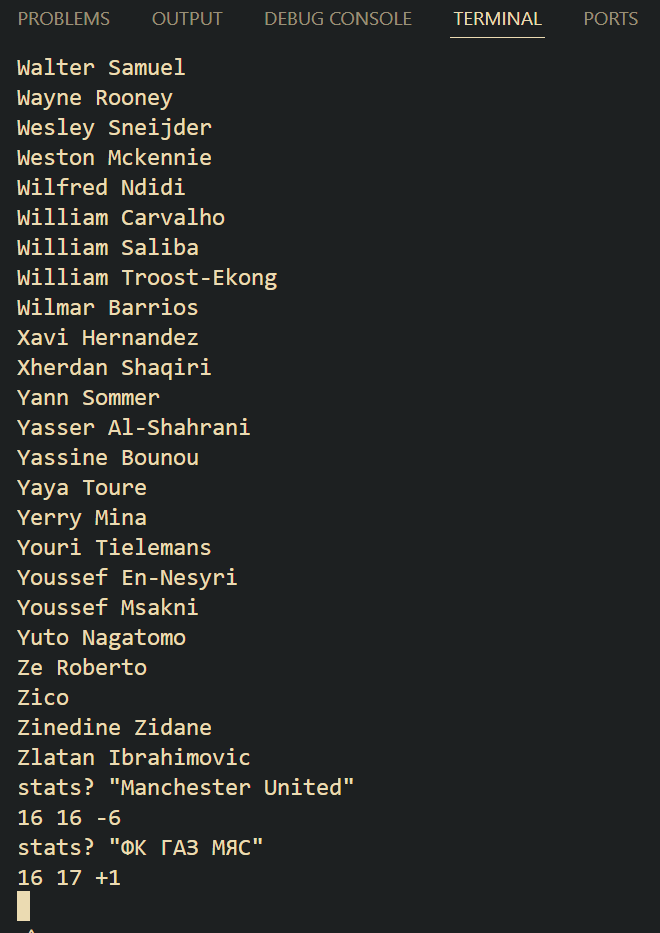 PROBLEMS OUTPUT DEBUG CONSOLE TERMINAL PORTS
Walter Samuel
Wayne Rooney
Wesley Sneijder
Weston Mckennie
Wilfred Ndidi
William Carvalho
William Saliba
William Troost-Ekong
Wilmar Barrios
Xavi Hernandez
Xherdan Shaqiri
Yann Sommer
Yasser Al-Shahrani
Yassine Bounou
Yaya Toure
Yerry Mina
Youri Tielemans
Youssef En-Nesyri
Youssef Msakni
Yuto Nagatomo
Ze Roberto
Zico
Zinedine Zidane
Zlatan Ibrahimovic
stats? "Manchester United"
16 16 -6
stats? "ФК ГАЗ МЯС"
16 17 +1